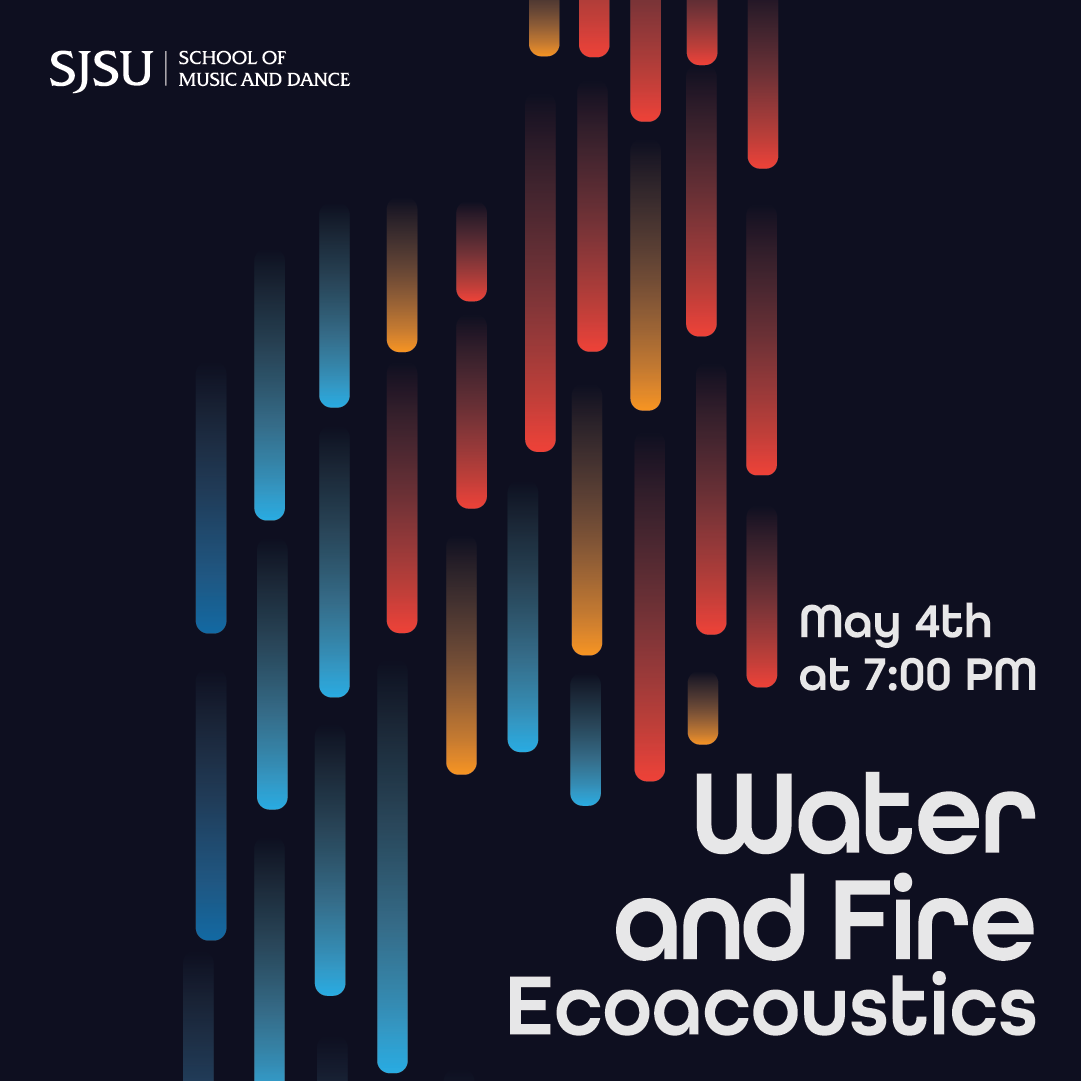 SJSU
SCHOOL OF
MUSIC AND DANCE
May 4th
at 7:00 PM
Water
and Fire
Ecoacoustics